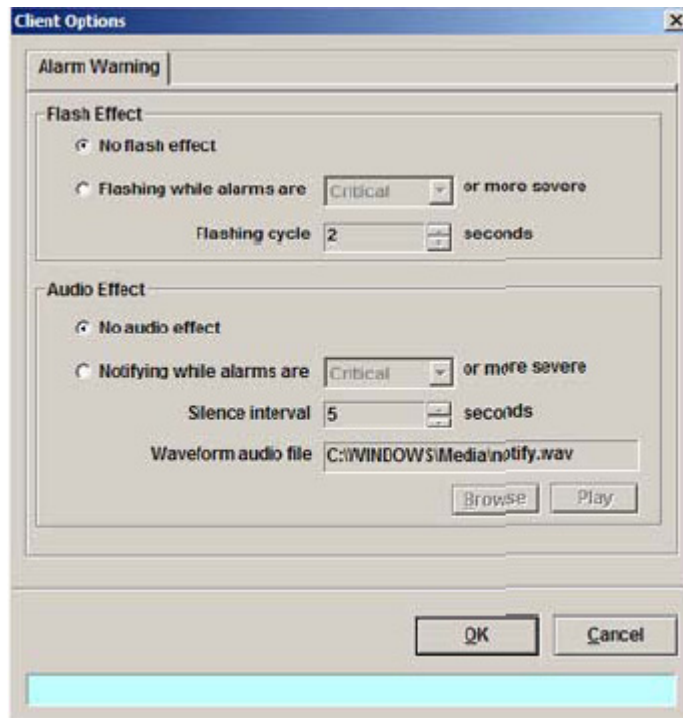 Client Options
Alarm Warning
Flash Effect
No flash effect
Flashing while alarms are Critical or more severe
Flashing cycle 2 seconds
Audio Effect
No audio effect
Notifying while alarms are Critical or more severe
Silence interval 5 seconds
Waveform audio file C:\WINDOWS\Media\notify.wav
Browse Play
OK Cancel